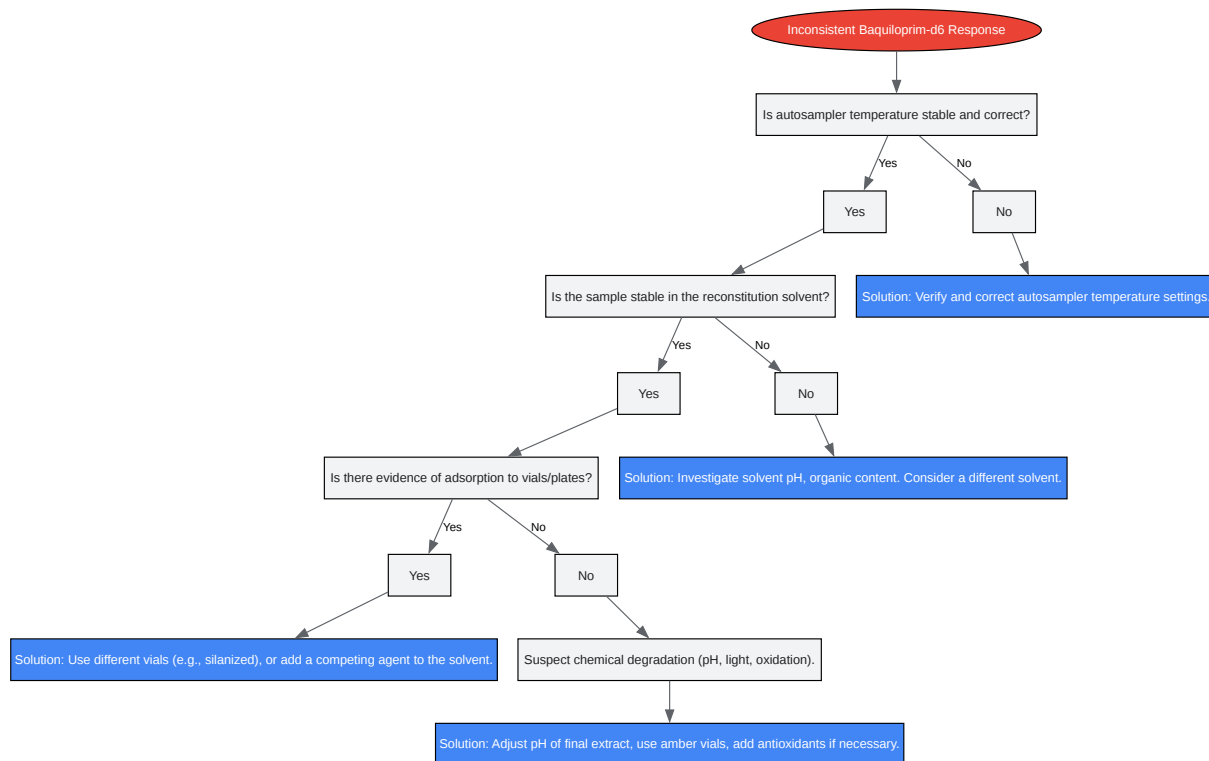 Inconsistent Baquiloprim-d6 Response
Is autosampler temperature stable and correct?
Yes
No
Yes
No
Is the sample stable in the reconstitution solvent?
Solution: Verify and correct autosampler temperature settings.
Yes
No
Yes
No
Is there evidence of adsorption to vials/plates?
Solution: Investigate solvent pH, organic content. Consider a different solvent.
Yes
No
Yes
No
Solution: Use different vials (e.g., silanized), or add a competing agent to the solvent.
Suspect chemical degradation (pH, light, oxidation).
Solution: Adjust pH of final extract, use amber vials, add antioxidants if necessary.